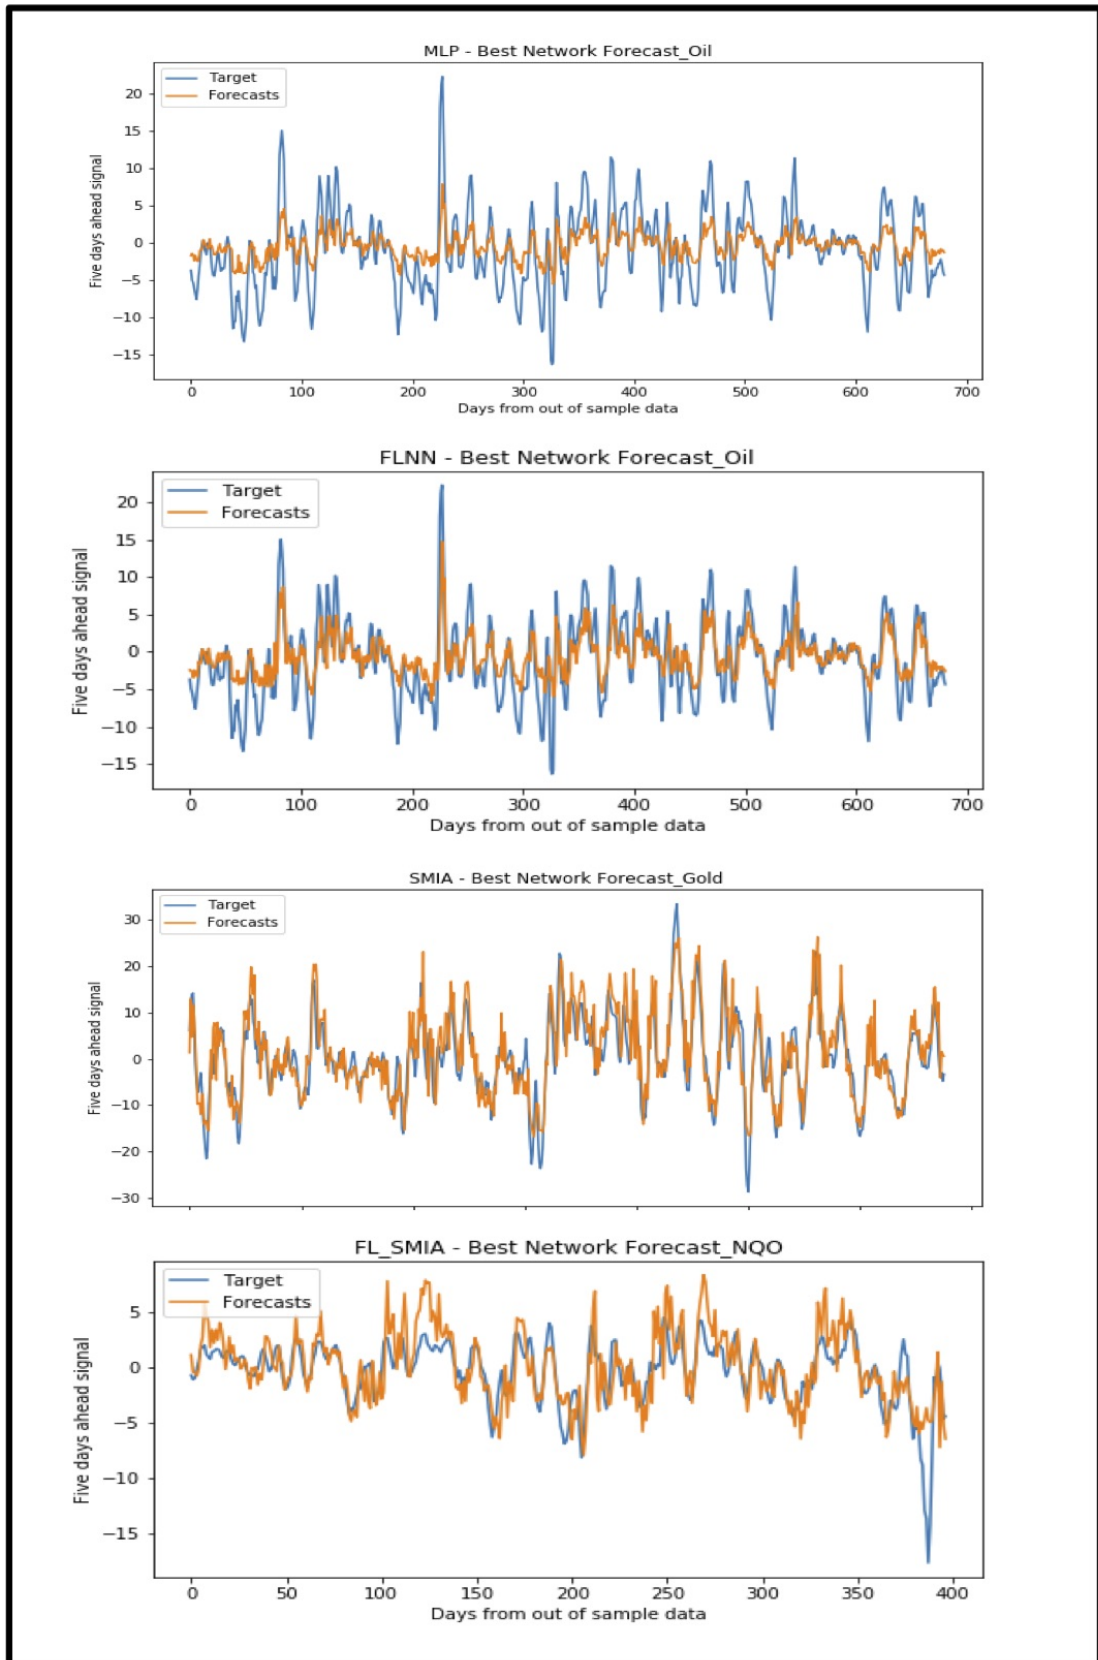 MLP - Best Network Forecast_Oil
Target
Forecasts
20
15
10
5
0
−5
−10
−15
Five days ahead signal
0 100 200 300 400 500 600 700
Days from out of sample data
FLNN - Best Network Forecast_Oil
Target
Forecasts
20
15
10
5
0
−5
−10
−15
Five days ahead signal
0 100 200 300 400 500 600 700
Days from out of sample data
SMIA - Best Network Forecast_Gold
Target
Forecasts
30
20
10
0
−10
−20
−30
Five days ahead signal
FL_SMIA - Best Network Forecast_NQO
Target
Forecasts
5
0
−5
−10
−15
Five days ahead signal
0 50 100 150 200 250 300 350 400
Days from out of sample data